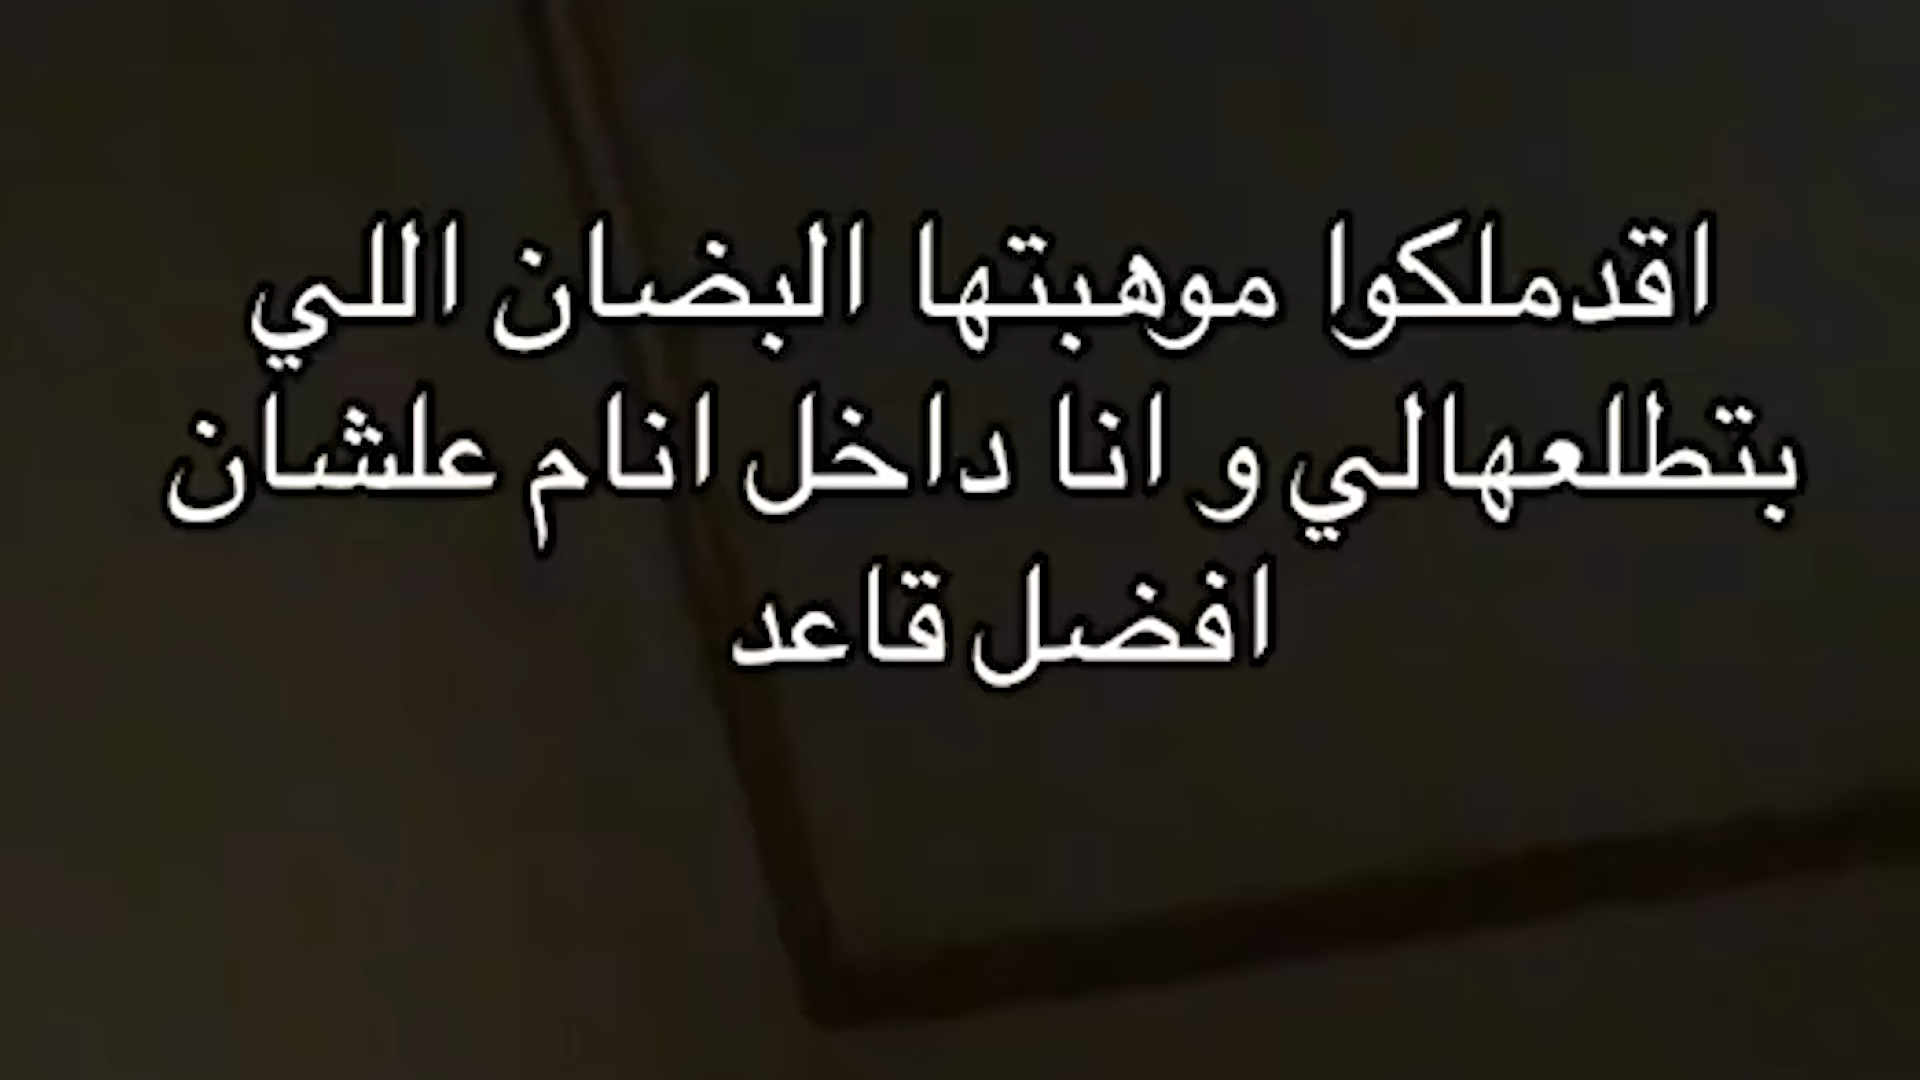 اقدملكوا موهبتها البضان اللي
بتطلعهالي و انا داخل انام علشان
افضل قاعد